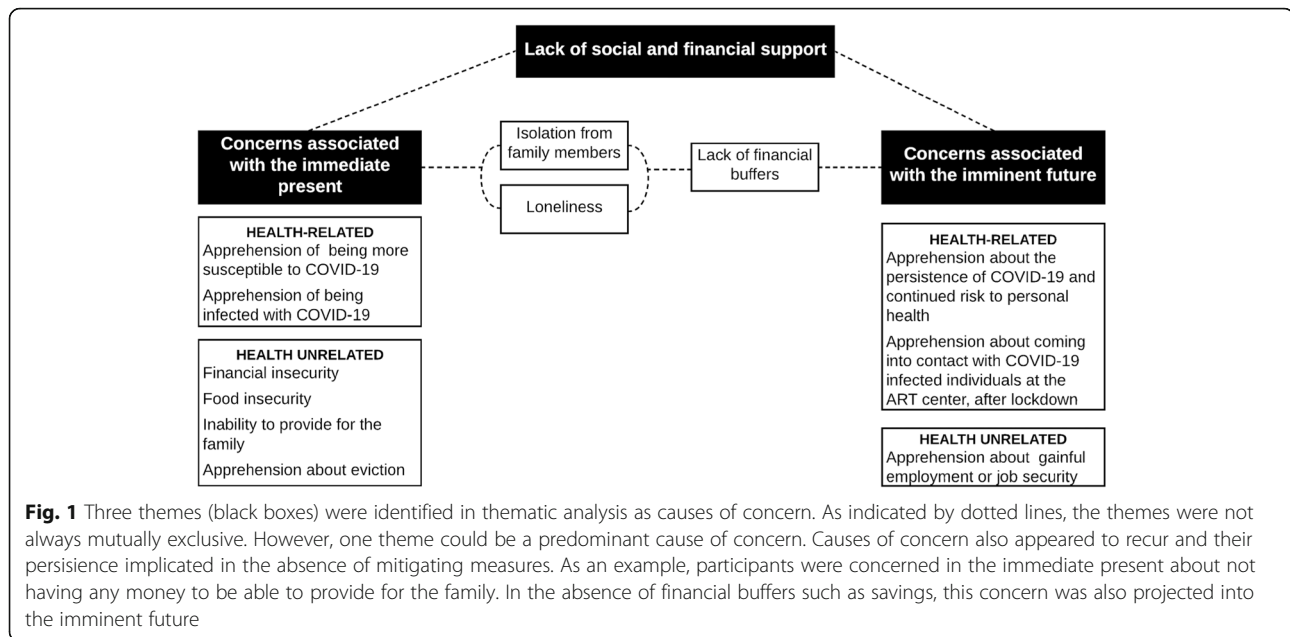 Lack of social and financial support
Concerns associated
with the immediate
present
Isolation from
family members
Loneliness
Lack of financial
buffers
Concerns associated
with the imminent future
HEALTH-RELATED
Apprehension of being more
susceptible to COVID-19
Apprehension of being
infected with COVID-19
HEALTH UNRELATED
Financial insecurity
Food insecurity
Inability to provide for the
family
Apprehension about eviction
HEALTH-RELATED
Apprehension about the
persistence of COVID-19 and
continued risk to personal
health
Apprehension about coming
into contact with COVID-19
infected individuals at the
ART center, after lockdown
HEALTH UNRELATED
Apprehension about gainful
employment or job security
Fig. 1 Three themes (black boxes) were identified in thematic analysis as causes of concern. As indicated by dotted lines, the themes were not
always mutually exclusive. However, one theme could be a predominant cause of concern. Causes of concern also appeared to recur and their
persisience implicated in the absence of mitigating measures. As an example, participants were concerned in the immediate present about not
having any money to be able to provide for the family. In the absence of financial buffers such as savings, this concern was also projected into
the imminent future